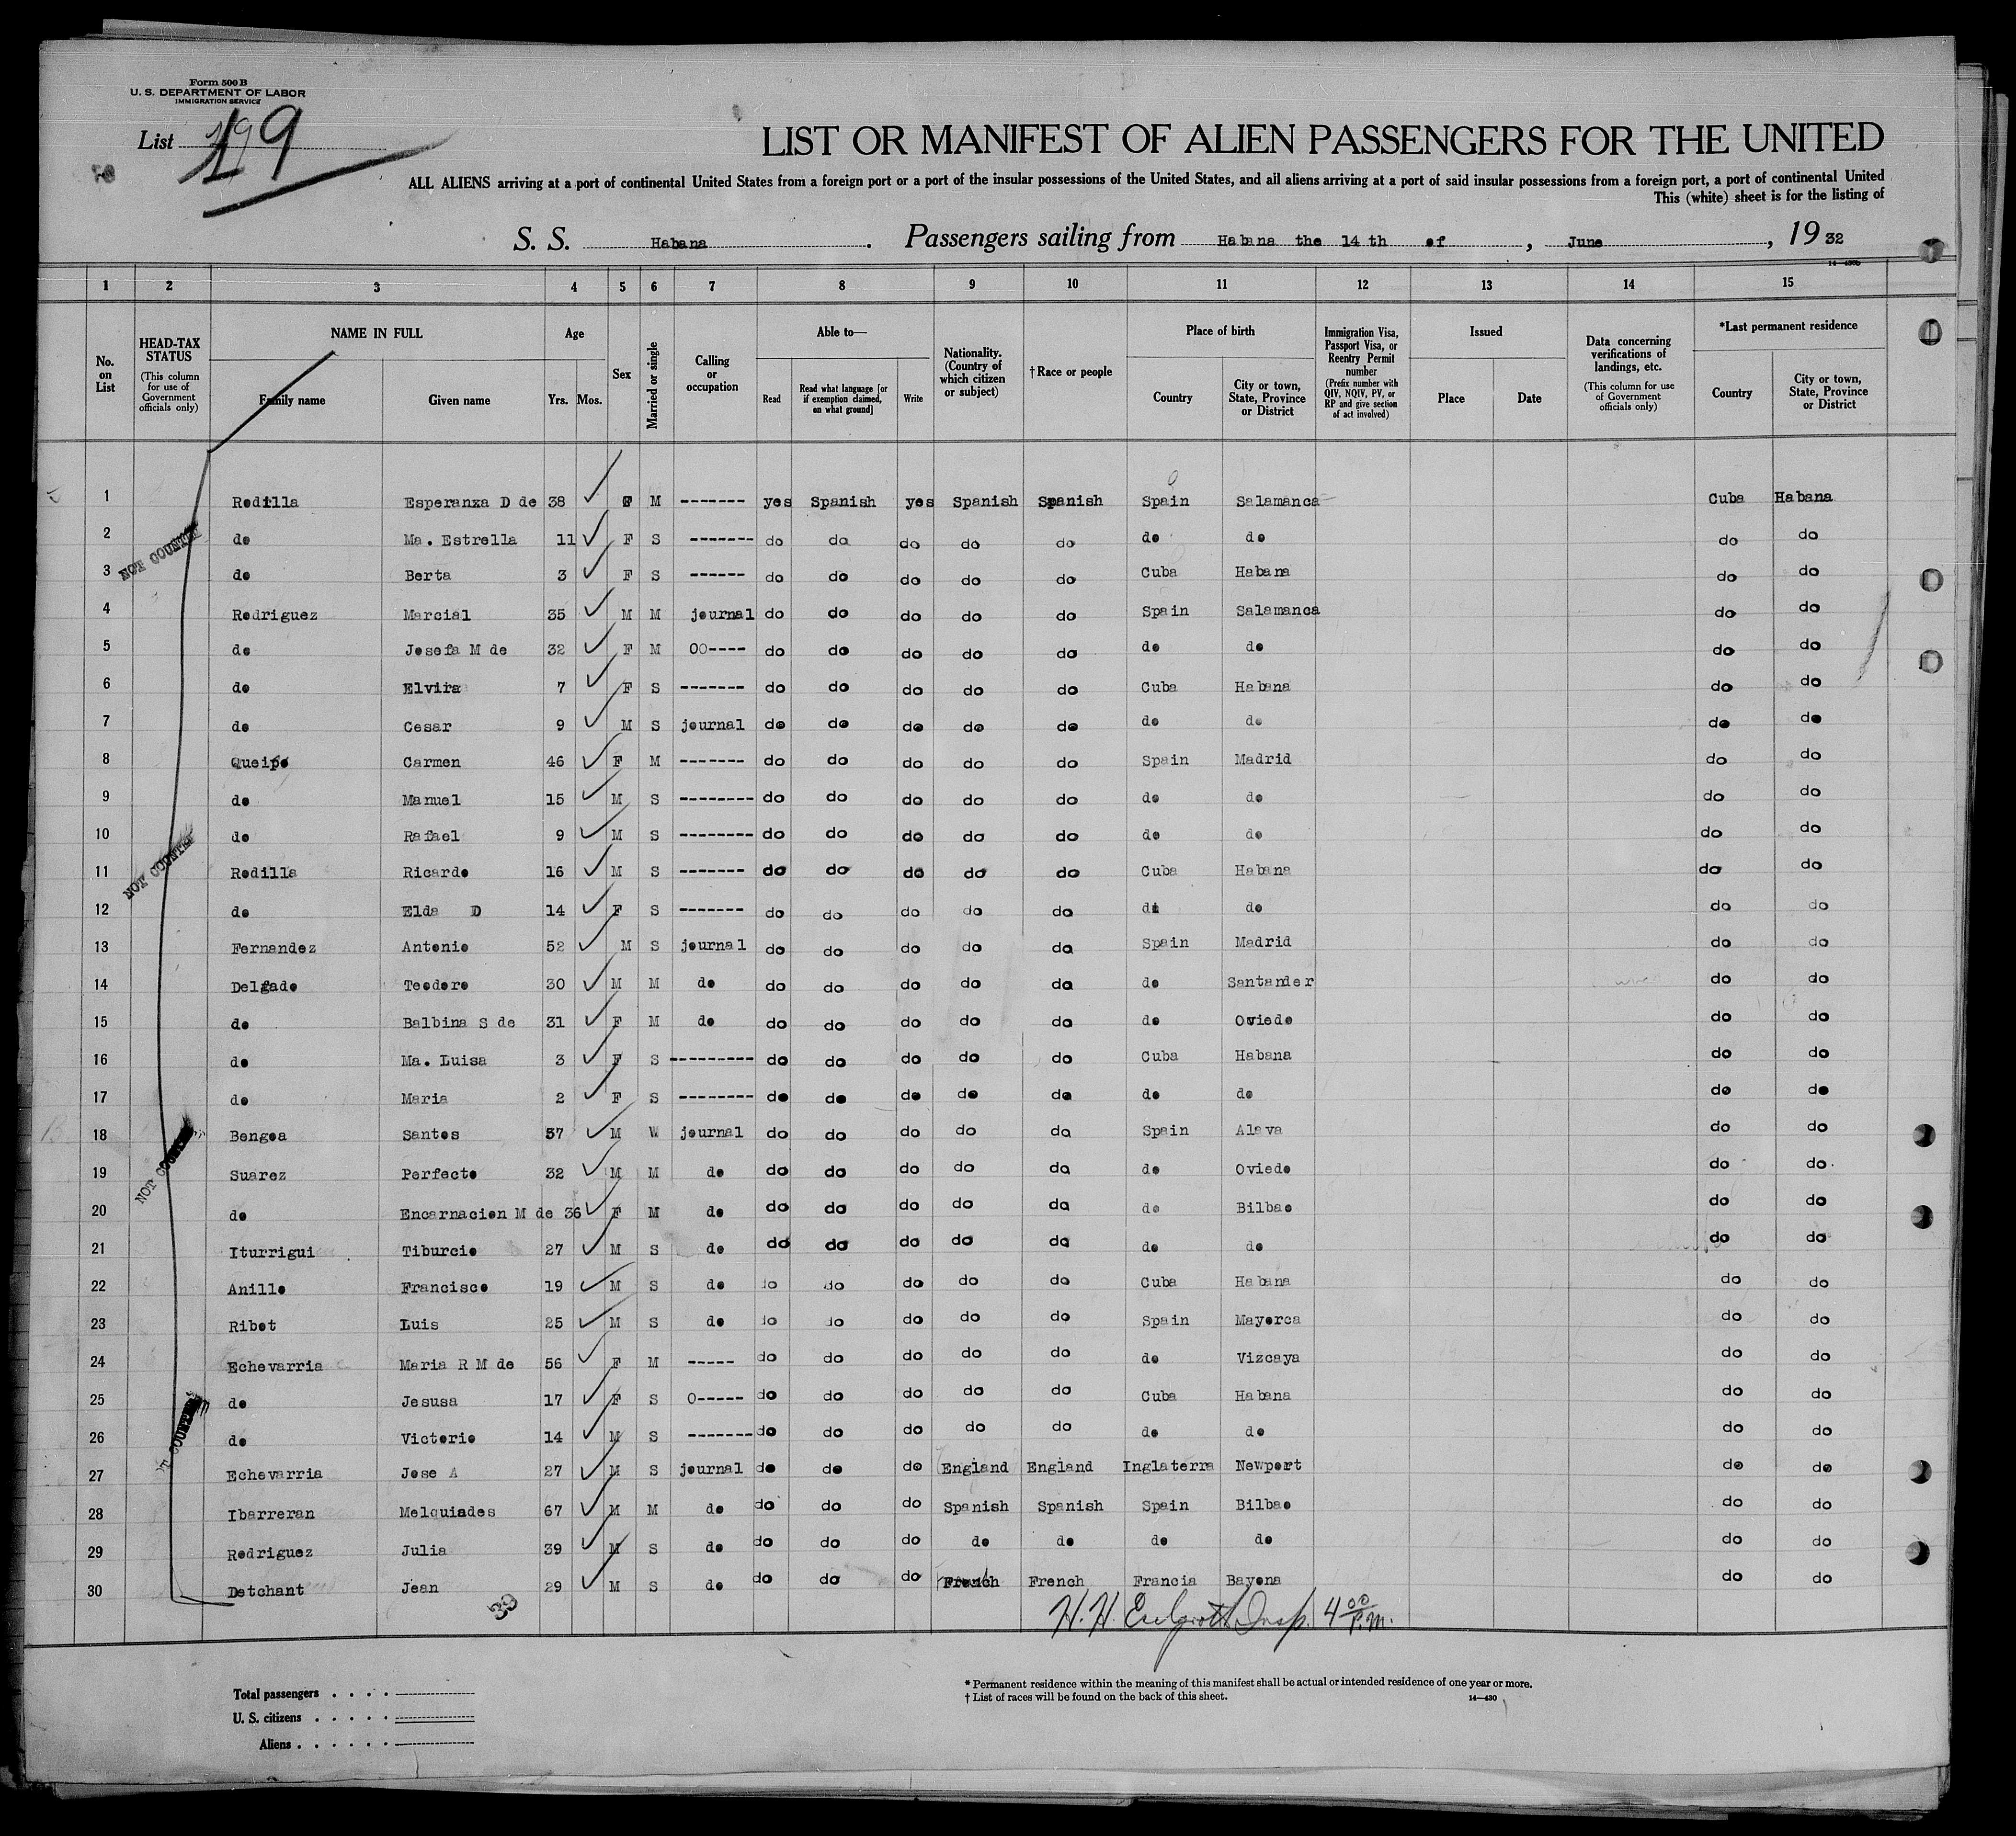 Form 500 B
U. S. DEPARTMENT OF LABOR
IMMIGRATION SERVICE
List 19
LIST OR MANIFEST OF ALIEN PASSENGERS FOR THE UNITED
ALL ALIENS arriving at a port of continental United States from a foreign port or a port of the insular possessions of the United States, and all aliens arriving at a port of said insular possessions from a foreign port, a port of continental United
This (white) sheet is for the listing of
S. S. Habana . Passengers sailing from Habana the 14 th of , June , 19 32
14—430b
1 2 3 4 5 6 7 8 9 10 11 12 13 14 15
No. on List
HEAD-TAX STATUS (This column for use of Government officials only)
NAME IN FULL Family name Given name
Age Yrs. Mos.
Sex
Married or single
Calling or occupation
Able to— Read Read what language [or if exemption claimed, on what ground] Write
Nationality. (Country of which citizen or subject)
†Race or people
Place of birth Country City or town, State, Province or District
Immigration Visa, Passport Visa, or Reentry Permit number (Prefix number with QIV, NQIV, PV, or RP and give section of act involved)
Issued Place Date
Data concerning verifications of landings, etc. (This column for use of Government officials only)
*Last permanent residence Country City or town, State, Province or District
1 Redilla Esperanza D de 38 F M ------- yes Spanish yes Spanish Spanish Spain Salamanca Cuba Habana
2 do Ma. Estrella 11 F S ------- do do do do do do do do do
NOT COUNTED
3 do Berta 3 F S ------ do do do do do Cuba Habana do do
4 Rodriguez Marcial 35 M M journal do do do do do Spain Salamanca do do
5 do Josefa M de 32 F M 00---- do do do do do do do do do
6 do Elvira 7 F S ------- do do do do do Cuba Habana do do
7 do Cesar 9 M S journal do do do do do do do do do
8 Queipo Carmen 46 F M ------- do do do do do Spain Madrid do do
9 do Manuel 15 M S -------- do do do do do do do do do
10 do Rafael 9 M S -------- do do do do do do do do do
NOT COUNTED
11 Redilla Ricardo 16 M S ------- do do do do do Cuba Habana do do
12 do Elda D 14 F S ------- do do do do do di do do do
13 Fernandez Antonio 52 M S journal do do do do do Spain Madrid do do
14 Delgado Teodoro 30 M M do do do do do do do Santander do do
15 do Balbina S de 31 F M do do do do do do do Oviedo do do
16 do Ma. Luisa 3 F S --------- do do do do do Cuba Habana do do
17 do Maria 2 F S -------- do do do do do do do do do
18 Bengoa Santos 57 M W journal do do do do do Spain Alava do do
NOT COUNTED
19 Suarez Perfecto 32 M M do do do do do do do Oviedo do do
20 do Encarnacion M de 36 F M do do do do do do do Bilbao do do
21 Iturrigui Tiburcio 27 M S do do do do do do do do do do
22 Anillo Francisco 19 M S do do do do do do Cuba Habana do do
23 Ribot Luis 25 M S do do do do do do Spain Mayorca do do
24 Echevarria Maria R M de 56 F M ----- do do do do do do Vizcaya do do
25 do Jesusa 17 F S 0----- do do do do do Cuba Habana do do
26 do Victorio 14 M S ------- do do do do do do do do do
27 Echevarria Jose A 27 M S journal do do do England England Inglaterra Newport do do
28 Ibarreran Melquiades 67 M M do do do do Spanish Spanish Spain Bilbao do do
29 Rodriguez Julia 39 M S do do do do do do do do do do
30 Detchant Jean 29 M S do do do do French French Francia Bayona do do
39
H. H. Insp. 4 00 P.M.
Total passengers . . . .
U. S. citizens . . . . .
Aliens . . . . . .
* Permanent residence within the meaning of this manifest shall be actual or intended residence of one year or more.
† List of races will be found on the back of this sheet. 14—430